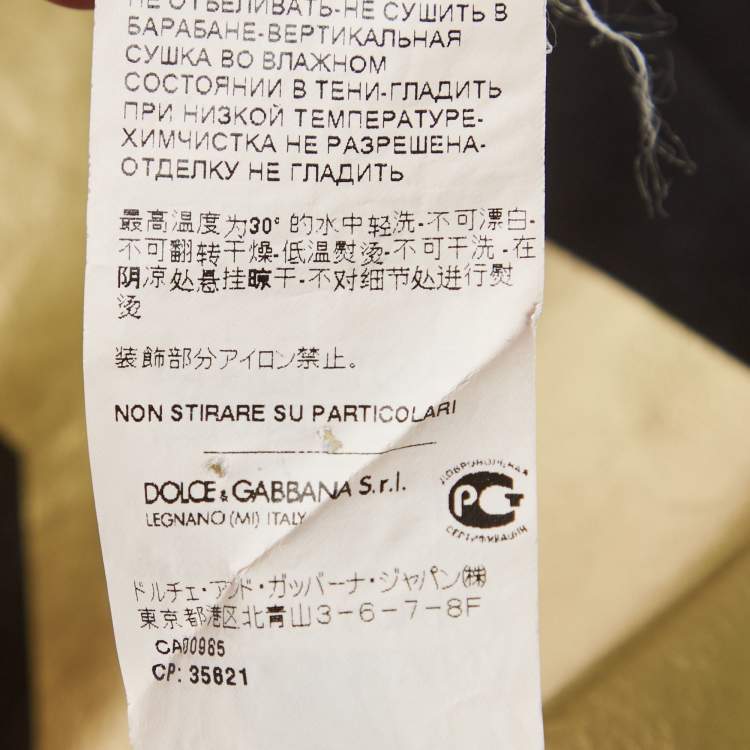 НЕ ОТБЕЛИВАТЬ-НЕ СУШИТЬ В
БАРАБАНЕ-ВЕРТИКАЛЬНАЯ
СУШКА ВО ВЛАЖНОМ
СОСТОЯНИИ В ТЕНИ-ГЛАДИТЬ
ПРИ НИЗКОЙ ТЕМПЕРАТУРЕ-
ХИМЧИСТКА НЕ РАЗРЕШЕНА-
ОТДЕЛКУ НЕ ГЛАДИТЬ
最高温度为30°的水中轻洗-不可漂白-
不可翻转干燥-低温熨烫-不可干洗-在
阴凉处悬挂晾干-不对细节处进行熨
烫
装飾部分アイロン禁止。
NON STIRARE SU PARTICOLARI
DOLCE & GABBANA S.r.l.
LEGNANO (MI) ITALY
ДОБРОВОЛЬНАЯ
РСТ
СЕРТИФИКАЦИЯ
ドルチェ・アンド・ガッバーナ・ジャパン㈱
東京都港区北青山3-6-7-8F
CA00965
CP: 35621